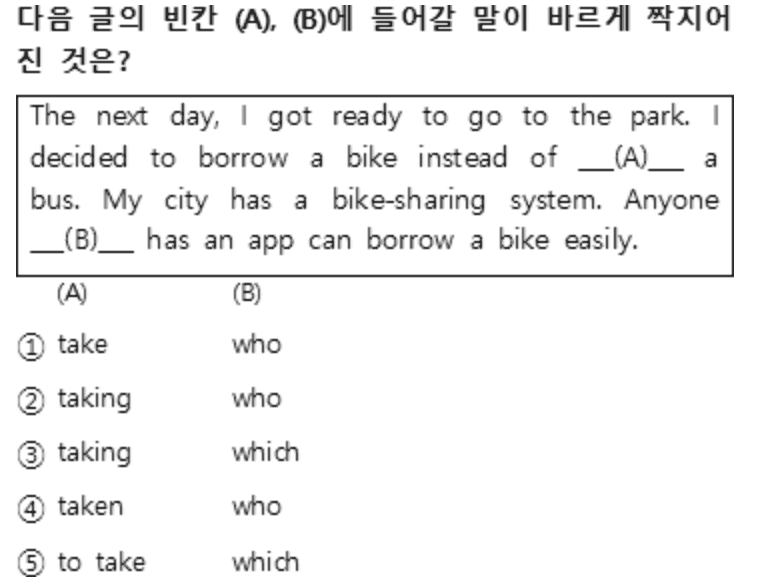 다음 글의 빈칸 (A), (B)에 들어갈 말이 바르게 짝지어
진 것은?
The next day, I got ready to go to the park. I
decided to borrow a bike instead of __(A)__ a
bus. My city has a bike-sharing system. Anyone
__(B)__ has an app can borrow a bike easily.
(A) (B)
① take who
② taking who
③ taking which
④ taken who
⑤ to take which